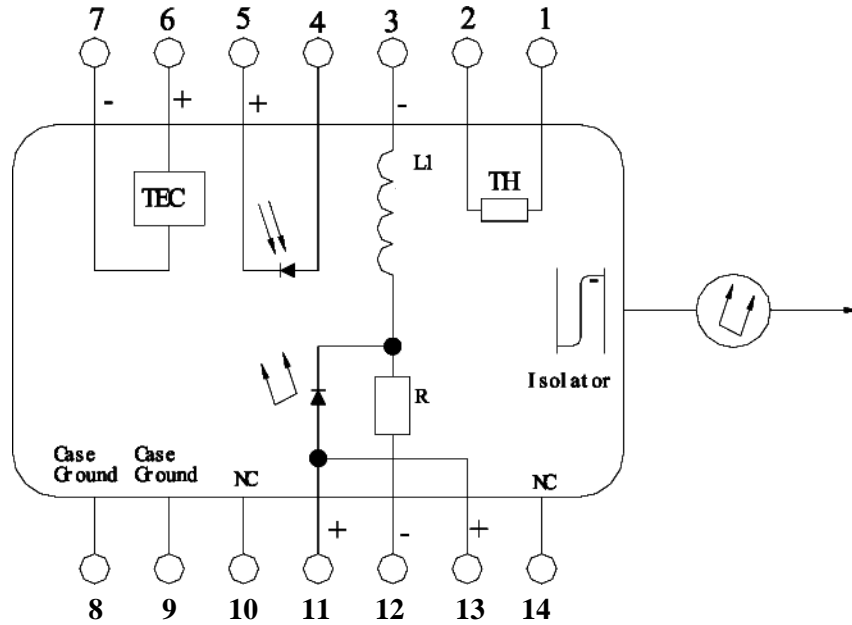 7 6 5 4 3 2 1
- + + -
L1
TH
TEC
Isolator
R
Case Ground
Case Ground
NC
NC
+ - +
8 9 10 11 12 13 14